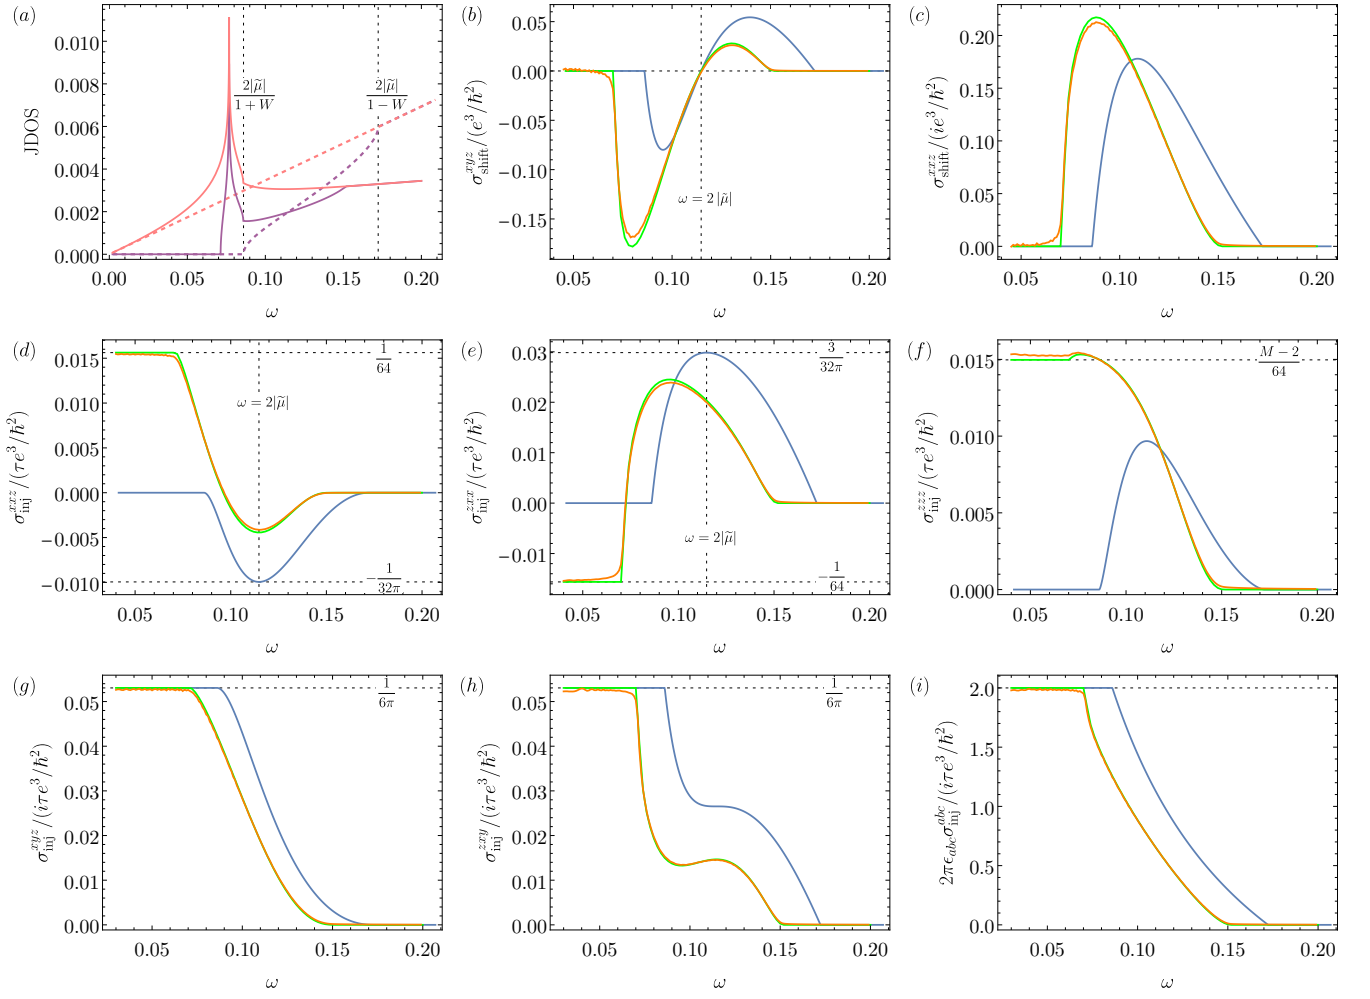 (a)
JDOS
0.010
0.008
0.006
0.004
0.002
0.000
0.00 0.05 0.10 0.15 0.20
ω
2|μ̃|/(1 + W)
2|μ̃|/(1 − W)
(b)
σ_shift^xyz/(e³/ħ²)
0.05
0.00
−0.05
−0.10
−0.15
0.05 0.10 0.15 0.20
ω
ω = 2 |μ̃|
(c)
σ_shift^xxz/(ie³/ħ²)
0.20
0.15
0.10
0.05
0.00
0.05 0.10 0.15 0.20
ω
(d)
σ_inj^xxz/(τe³/ħ²)
0.015
0.010
0.005
0.000
−0.005
−0.010
0.05 0.10 0.15 0.20
ω
1/64
ω = 2|μ̃|
−1/32π
(e)
σ_inj^zxx/(τe³/ħ²)
0.03
0.02
0.01
0.00
−0.01
0.05 0.10 0.15 0.20
ω
3/32π
ω = 2|μ̃|
−1/64
(f)
σ_inj^zzz/(τe³/ħ²)
0.015
0.010
0.005
0.000
0.05 0.10 0.15 0.20
ω
(M − 2)/64
(g)
σ_inj^xyz/(iτe³/ħ²)
0.05
0.04
0.03
0.02
0.01
0.00
0.05 0.10 0.15 0.20
ω
1/6π
(h)
σ_inj^zxy/(iτe³/ħ²)
0.05
0.04
0.03
0.02
0.01
0.00
0.05 0.10 0.15 0.20
ω
1/6π
(i)
2πϵ_abc σ_inj^abc/(iτe³/ħ²)
2.0
1.5
1.0
0.5
0.0
0.05 0.10 0.15 0.20
ω